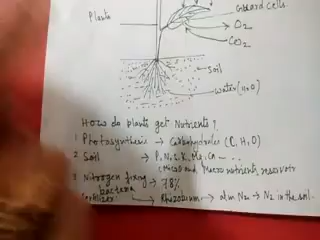 Guard cells.
Plants
O2
CO2
Soil
water (H2O)
How do plants get Nutrients?
1 Photosynthesis → Carbohydrates (C, H, O)
2 Soil → P, N, S, K, Mg, Ca - - .
(Micro and Macro nutrients reservoir
3 Nitrogen fixing → 78%
bacteria
Fertilizer → Rhizobium → atm N2 → N2 in the soil.